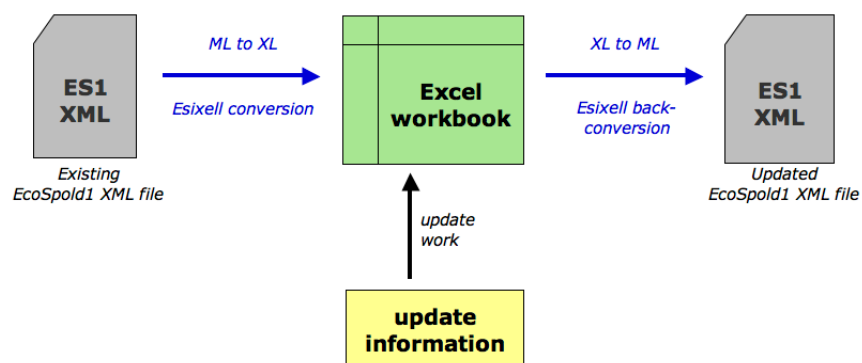 ES1
XML
Existing
EcoSpold1 XML file
ML to XL
Esixell conversion
Excel
workbook
XL to ML
Esixell back-
conversion
ES1
XML
Updated
EcoSpold1 XML file
update
work
update
information